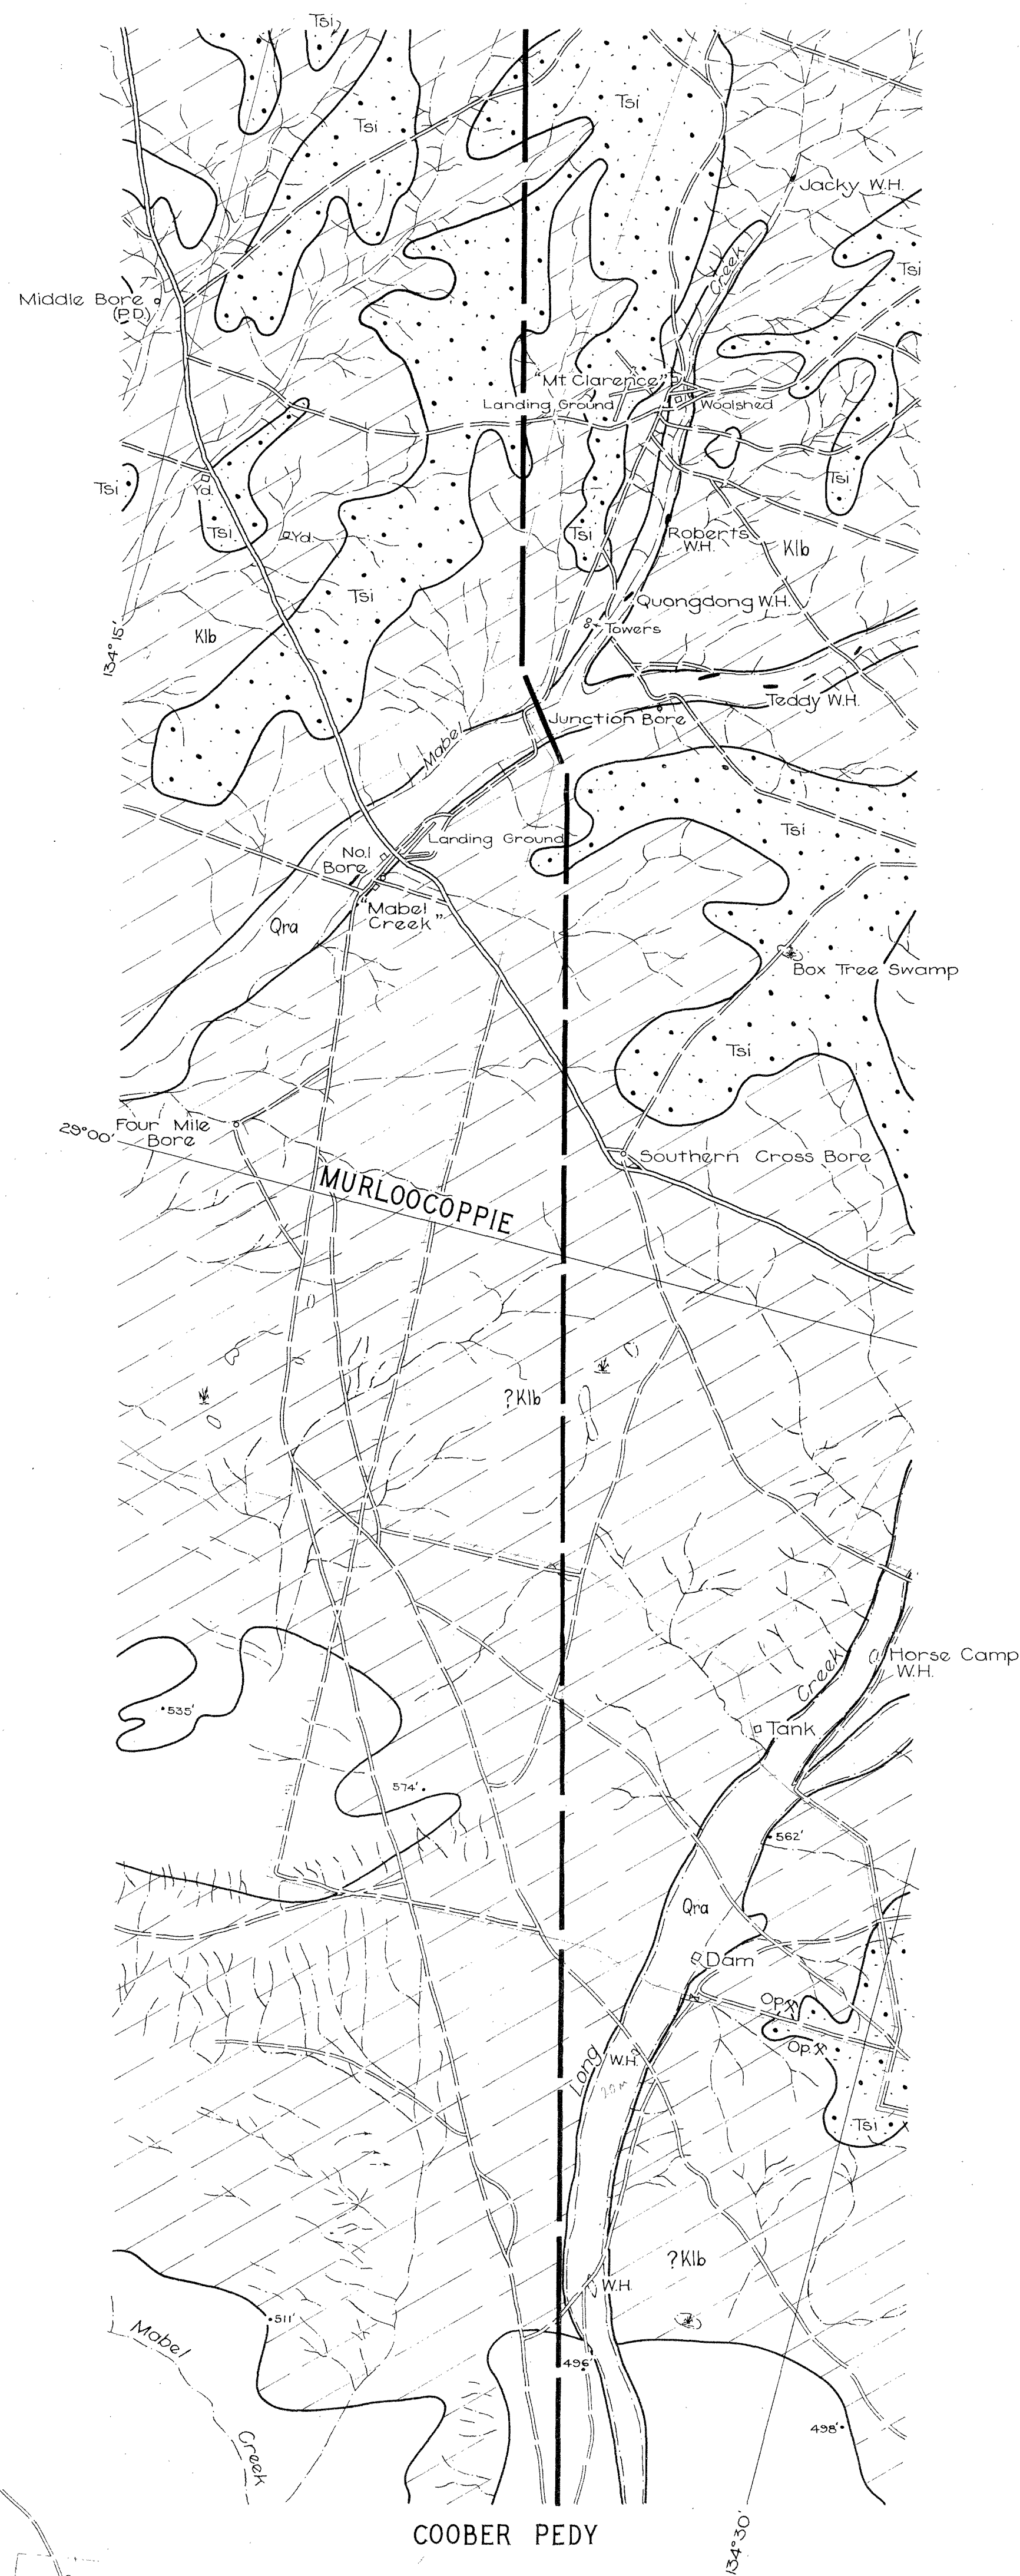 Tsi
Tsi
Tsi
Jacky W.H.
Creek
Tsi
Middle Bore
(P.D.)
"Mt Clarence"
Landing Ground
Woolshed
Tsi
Yd.
Tsi
Tsi
Yd.
Tsi
Roberts
W.H.
Klb
Tsi
Quongdong W.H.
Towers
134° 15'
Klb
Teddy W.H.
Junction Bore
Mabel
Tsi
Landing Ground
No.1
Bore
"Mabel
Creek"
Qra
Box Tree Swamp
Tsi
Four Mile
Bore
29°00'
Southern Cross Bore
MURLOOCOPPIE
?Klb
Creek
Horse Camp
W.H.
535'
Tank
574'
562'
Qra
Dam
Op.
Op.
Long
W.H.
Tsi
?Klb
W.H.
511'
Mabel
496'
498'
Creek
COOBER PEDY
134°30'